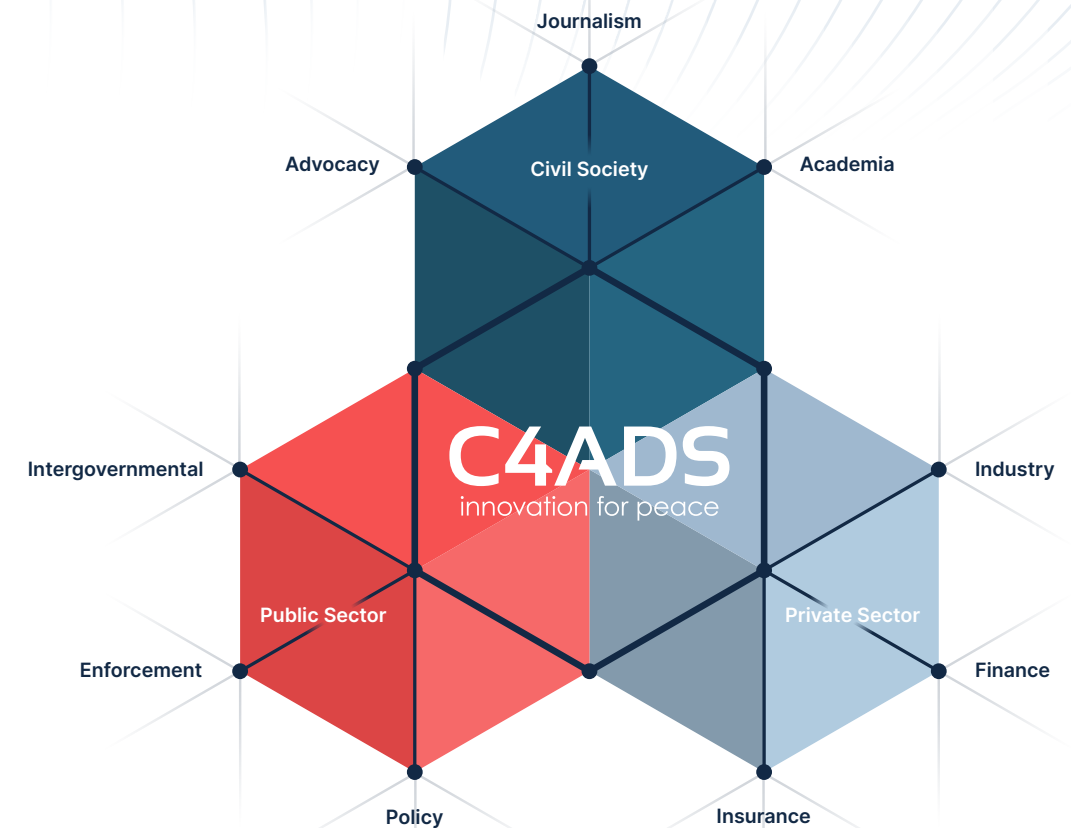 Journalism
Advocacy
Civil Society
Academia
C4ADS
innovation for peace
Intergovernmental
Industry
Public Sector
Private Sector
Enforcement
Finance
Policy
Insurance